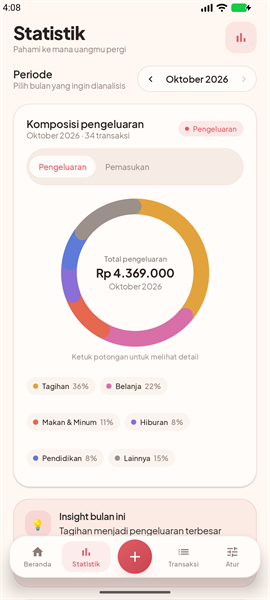 4:08
Statistik
Pahami ke mana uangmu pergi
Periode
Pilih bulan yang ingin dianalisis
Oktober 2026
Komposisi pengeluaran
Oktober 2026 · 34 transaksi
Pengeluaran
Pengeluaran
Pemasukan
Total pengeluaran
Rp 4.369.000
Oktober 2026
Ketuk potongan untuk melihat detail
Tagihan 36%
Belanja 22%
Makan & Minum 11%
Hiburan 8%
Pendidikan 8%
Lainnya 15%
Insight bulan ini
Tagihan menjadi pengeluaran terbesar
Beranda
Statistik
Transaksi
Atur